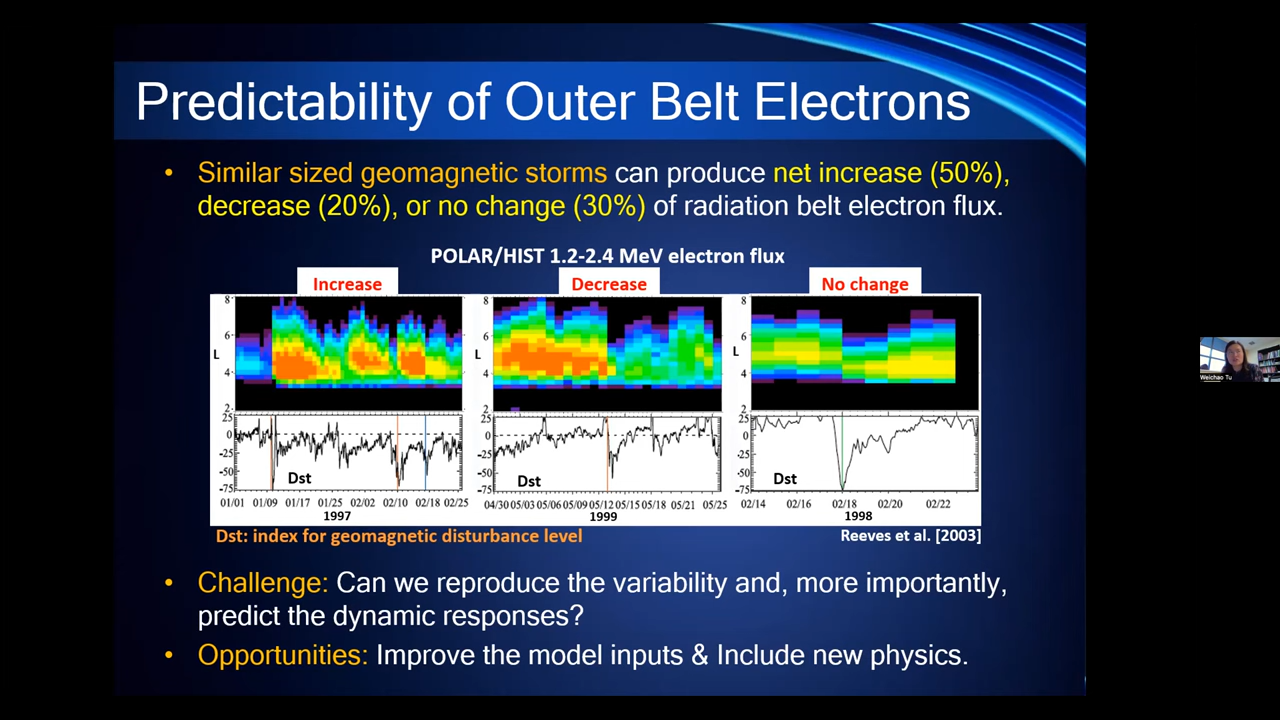 Predictability of Outer Belt Electrons
• Similar sized geomagnetic storms can produce net increase (50%),
decrease (20%), or no change (30%) of radiation belt electron flux.
POLAR/HIST 1.2-2.4 MeV electron flux
Increase
Decrease
No change
8
6
L
4
2
8
6
L
4
2
8
6
L
4
2
25
0
-25
-50
-75
Dst
25
0
-25
-50
-75
Dst
25
0
-25
-50
-75
Dst
01/01 01/09 01/17 01/25 02/02 02/10 02/18 02/25
04/30 05/03 05/06 05/09 05/12 05/15 05/18 05/21 05/25
02/14 02/16 02/18 02/20 02/22
1997
1999
1998
Dst: index for geomagnetic disturbance level
Reeves et al. [2003]
• Challenge: Can we reproduce the variability and, more importantly,
predict the dynamic responses?
• Opportunities: Improve the model inputs & Include new physics.
Weichao Tu